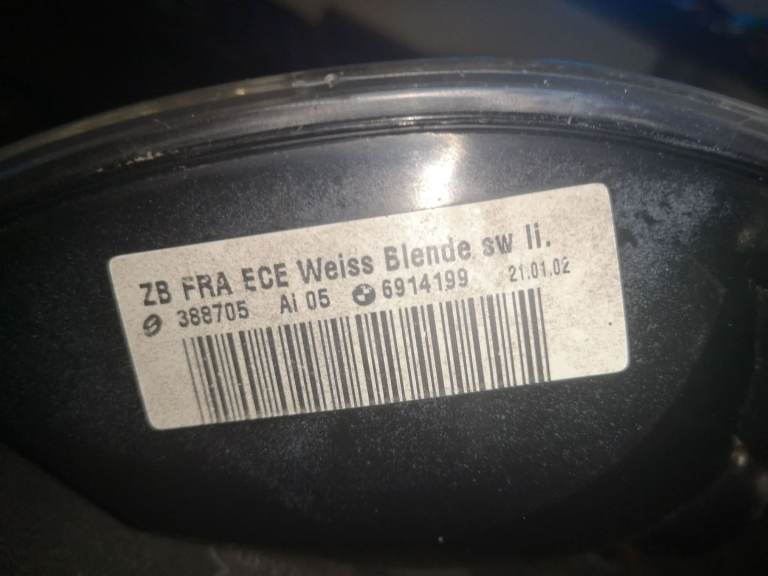 ZB FRA ECE Weiss Blende sw li.
388705 AI 05 6914199 21.01.02